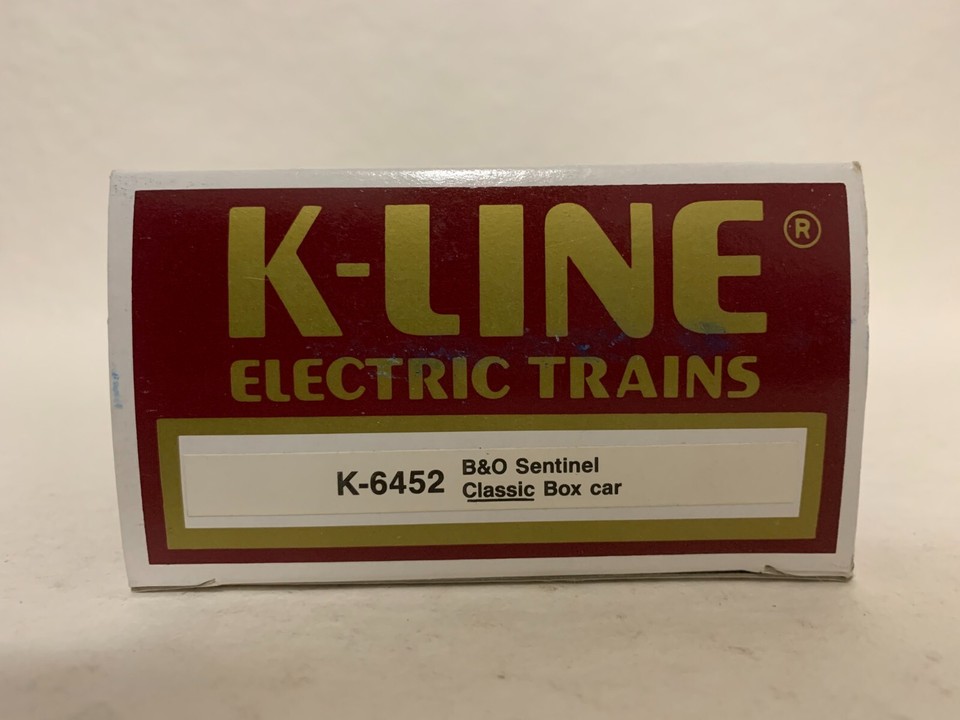 K-LINE®
ELECTRIC TRAINS
K-6452 B&O Sentinel
Classic Box car